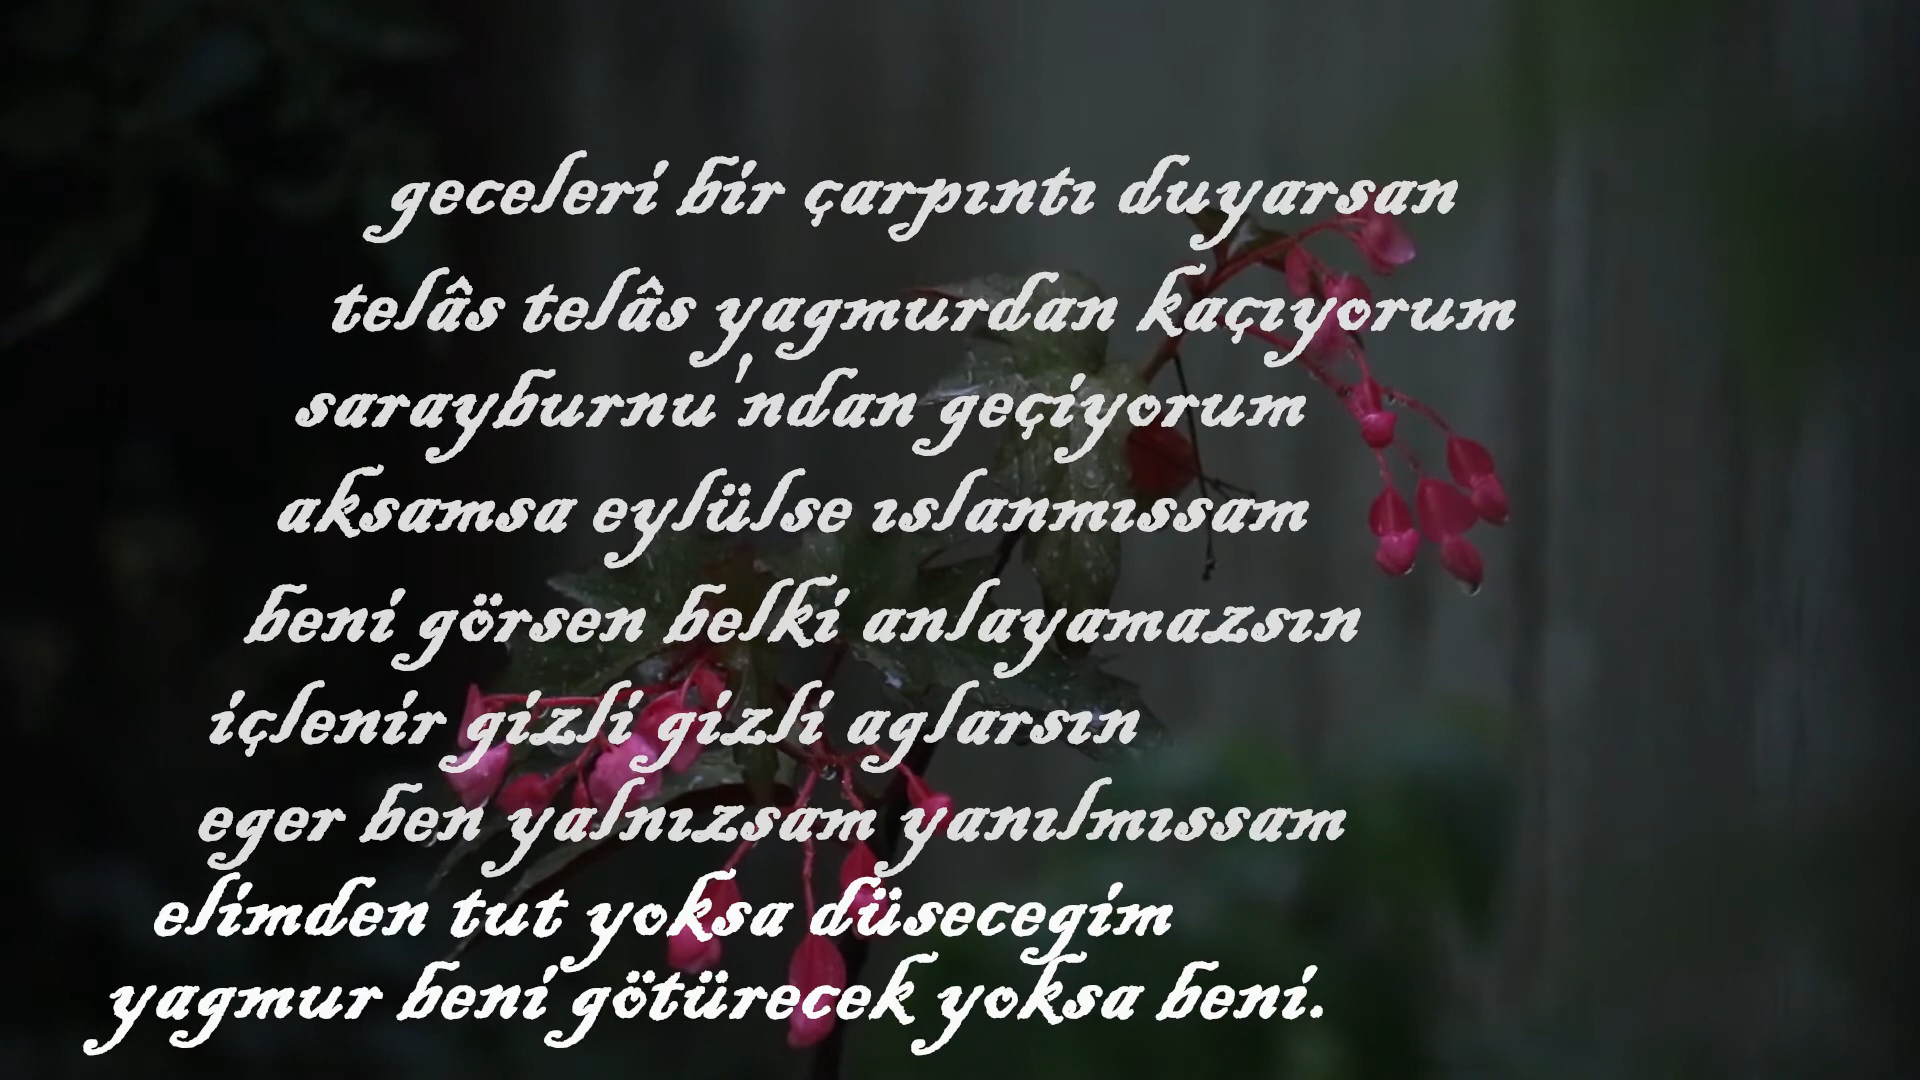 geceleri bir çarpıntı duyarsan
telâs telâs yagmurdan kaçıyorum
sarayburnu'ndan geçiyorum
aksamsa eylülse ıslanmıssam
beni görsen belki anlayamazsın
içlenir gizli gizli aglarsın
eger ben yalnızsam yanılmıssam
elimden tut yoksa düsecegim
yagmur beni götürecek yoksa beni.